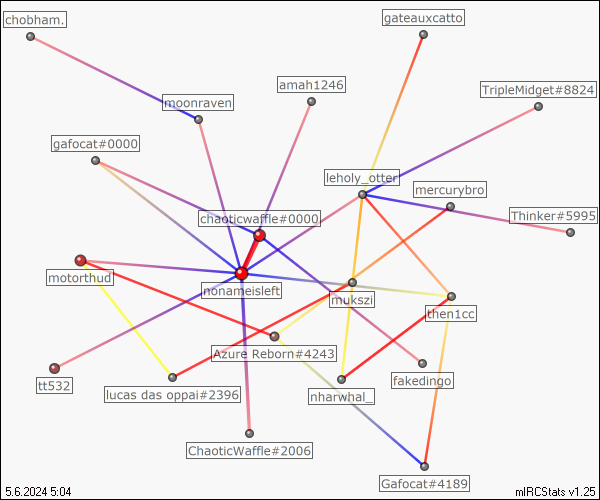 chobham.
gateauxcatto
amah1246
TripleMidget#8824
moonraven
gafocat#0000
leholy_otter
mercurybro
chaoticwaffle#0000
Thinker#5995
motorthud
nonameisleft
mukszi
then1cc
Azure Reborn#4243
tt532
lucas das oppai#2396
fakedingo
nharwhal_
ChaoticWaffle#2006
Gafocat#4189
5.6.2024 5:04
mIRCStats v1.25